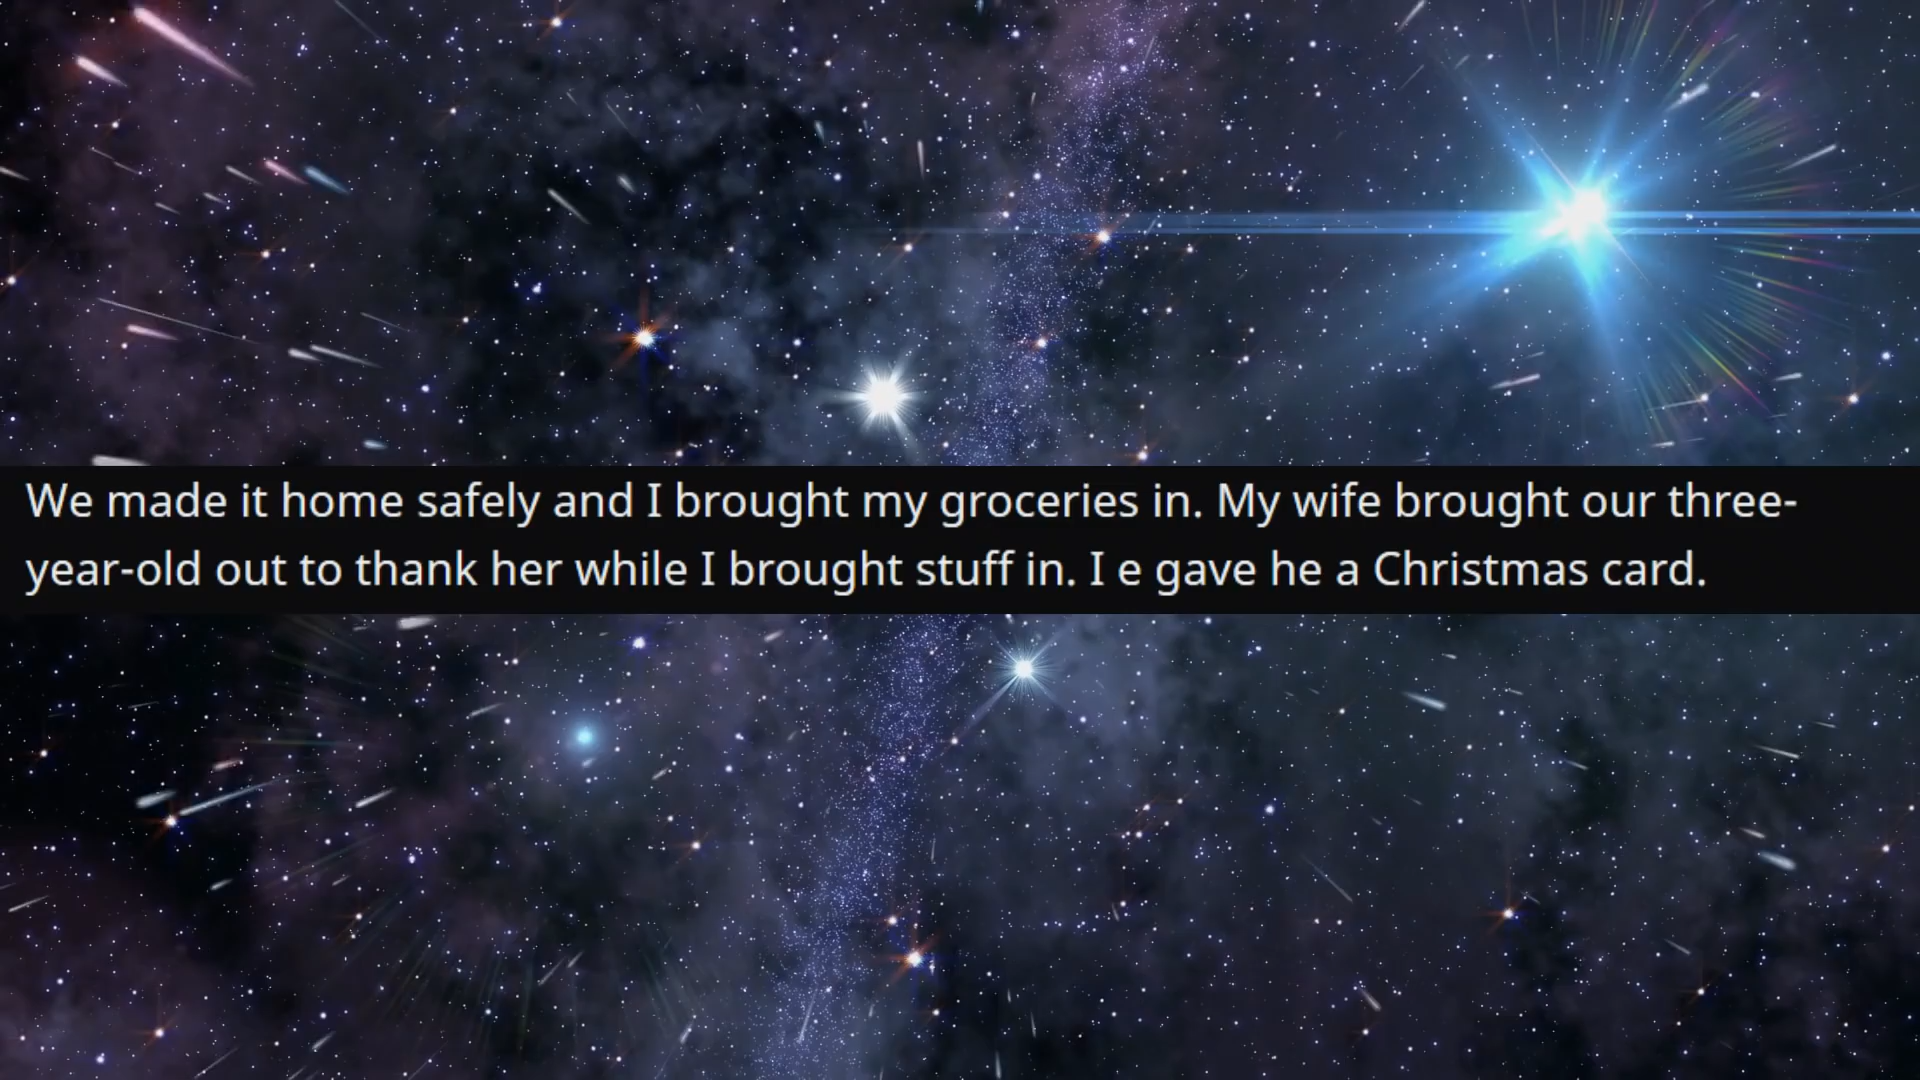 We made it home safely and I brought my groceries in. My wife brought our three-
year-old out to thank her while I brought stuff in. I e gave he a Christmas card.